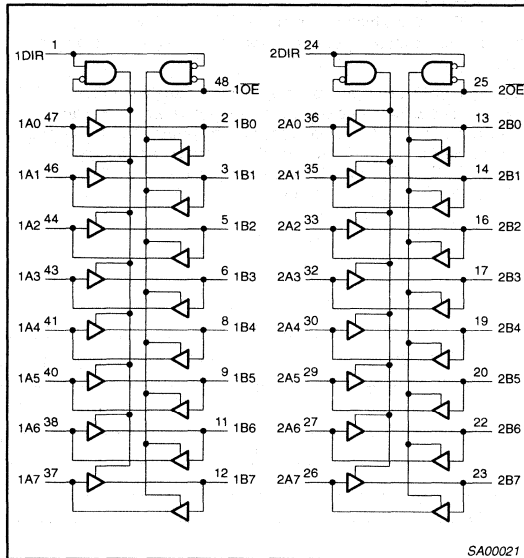 1DIR 1
48 1OE
1A0 47 2 1B0
1A1 46 3 1B1
1A2 44 5 1B2
1A3 43 6 1B3
1A4 41 8 1B4
1A5 40 9 1B5
1A6 38 11 1B6
1A7 37 12 1B7
2DIR 24
25 2OE
2A0 36 13 2B0
2A1 35 14 2B1
2A2 33 16 2B2
2A3 32 17 2B3
2A4 30 19 2B4
2A5 29 20 2B5
2A6 27 22 2B6
2A7 26 23 2B7
SA00021